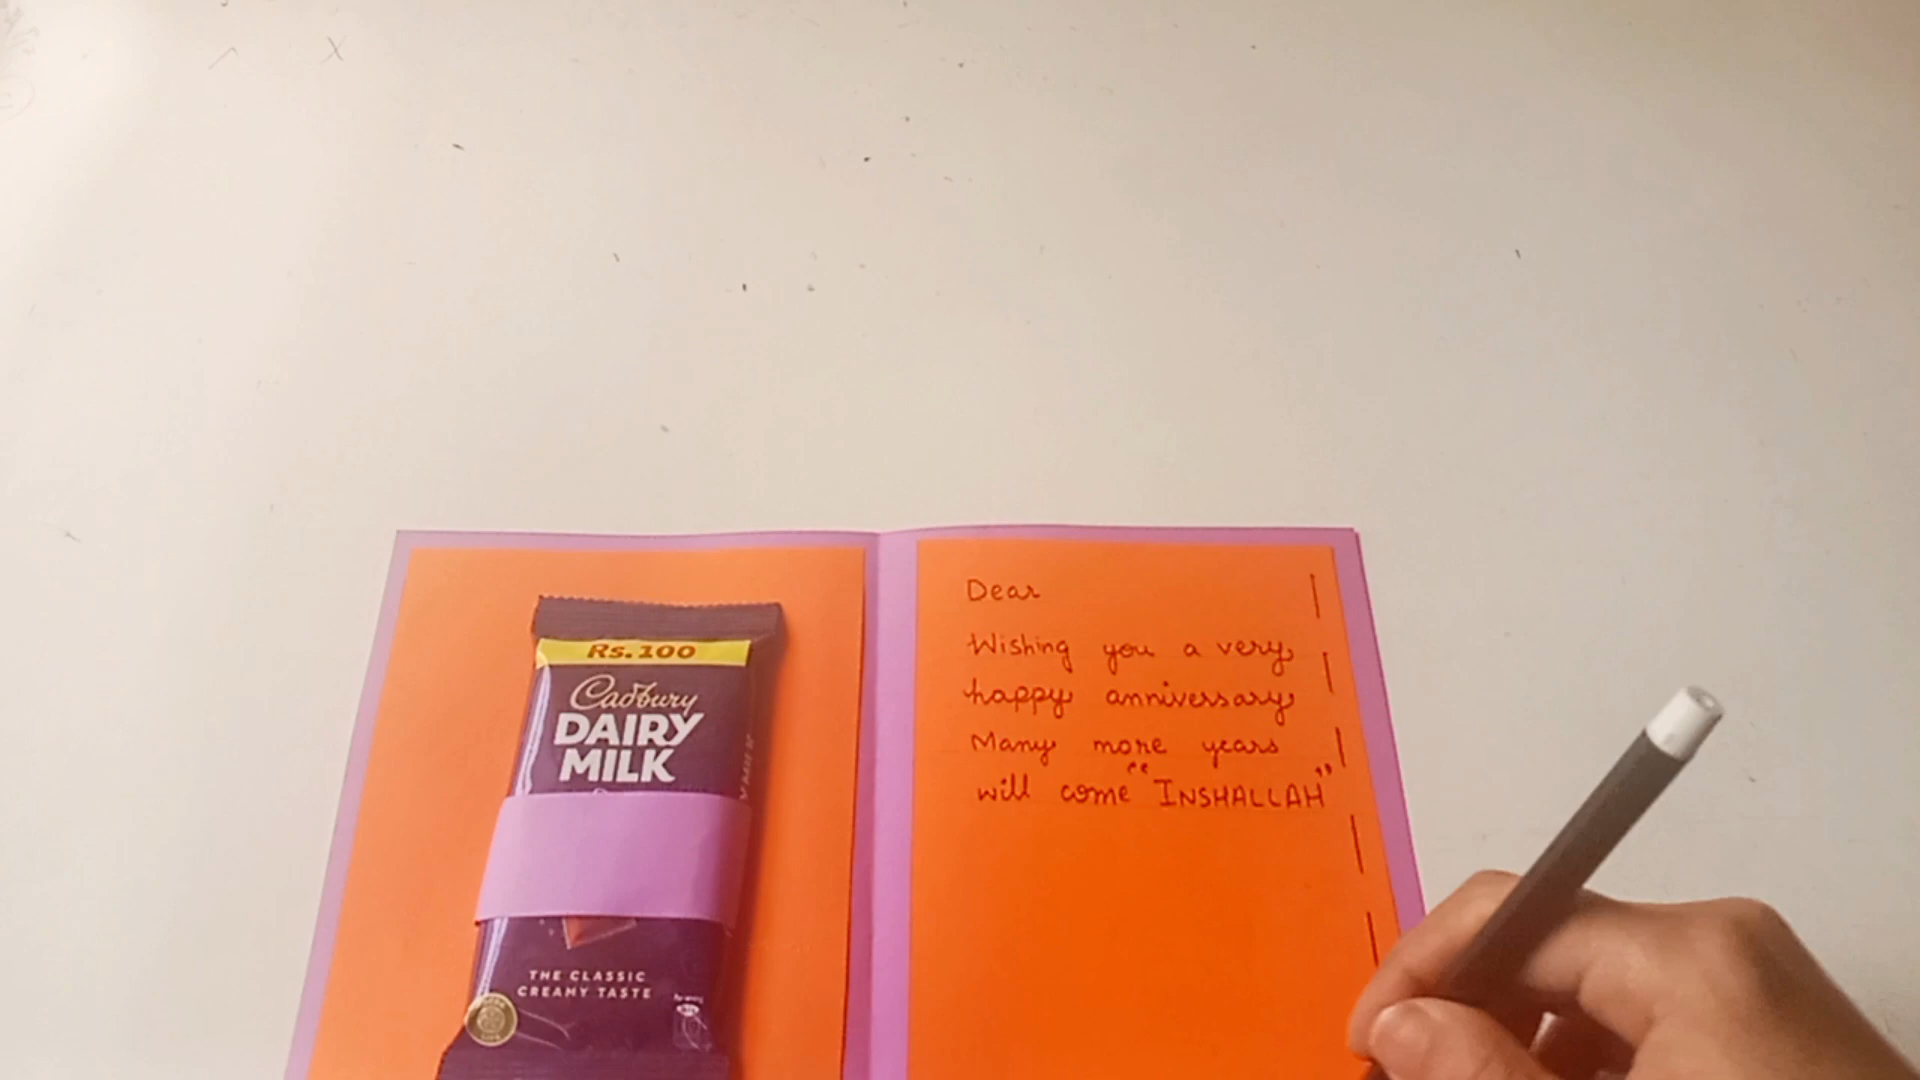 Rs. 100
Cadbury
DAIRY
MILK
THE CLASSIC
CREAMY TASTE
Dear
Wishing you a very
happy anniversary
Many more years
will come "INSHALLAH"